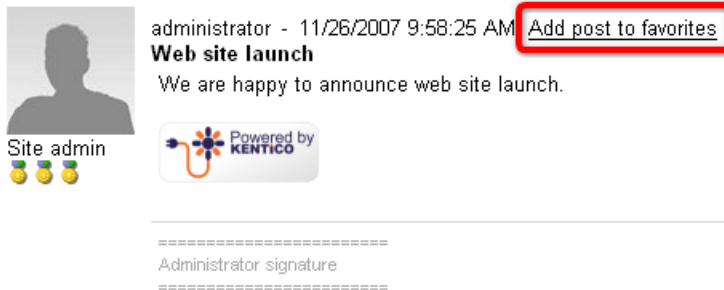 administrator - 11/26/2007 9:58:25 AM Add post to favorites
Web site launch
We are happy to announce web site launch.
Site admin
Powered by
KENTICO
========================
Administrator signature
========================